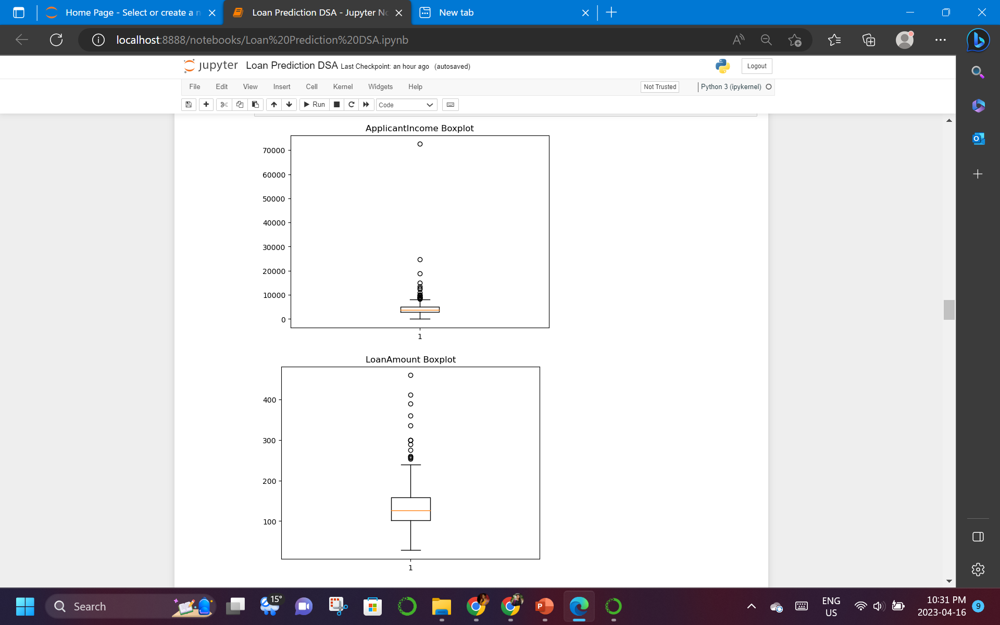 Home Page - Select or create a n
Loan Prediction DSA - Jupyter No
New tab
localhost:8888/notebooks/Loan%20Prediction%20DSA.ipynb
jupyter Loan Prediction DSA Last Checkpoint: an hour ago (autosaved)
Logout
File Edit View Insert Cell Kernel Widgets Help
Not Trusted
Python 3 (ipykernel)
Run
Code
ApplicantIncome Boxplot
70000
60000
50000
40000
30000
20000
10000
0
1
LoanAmount Boxplot
400
300
200
100
1
Search
15°
P
ENG
US
10:31 PM
2023-04-16
9